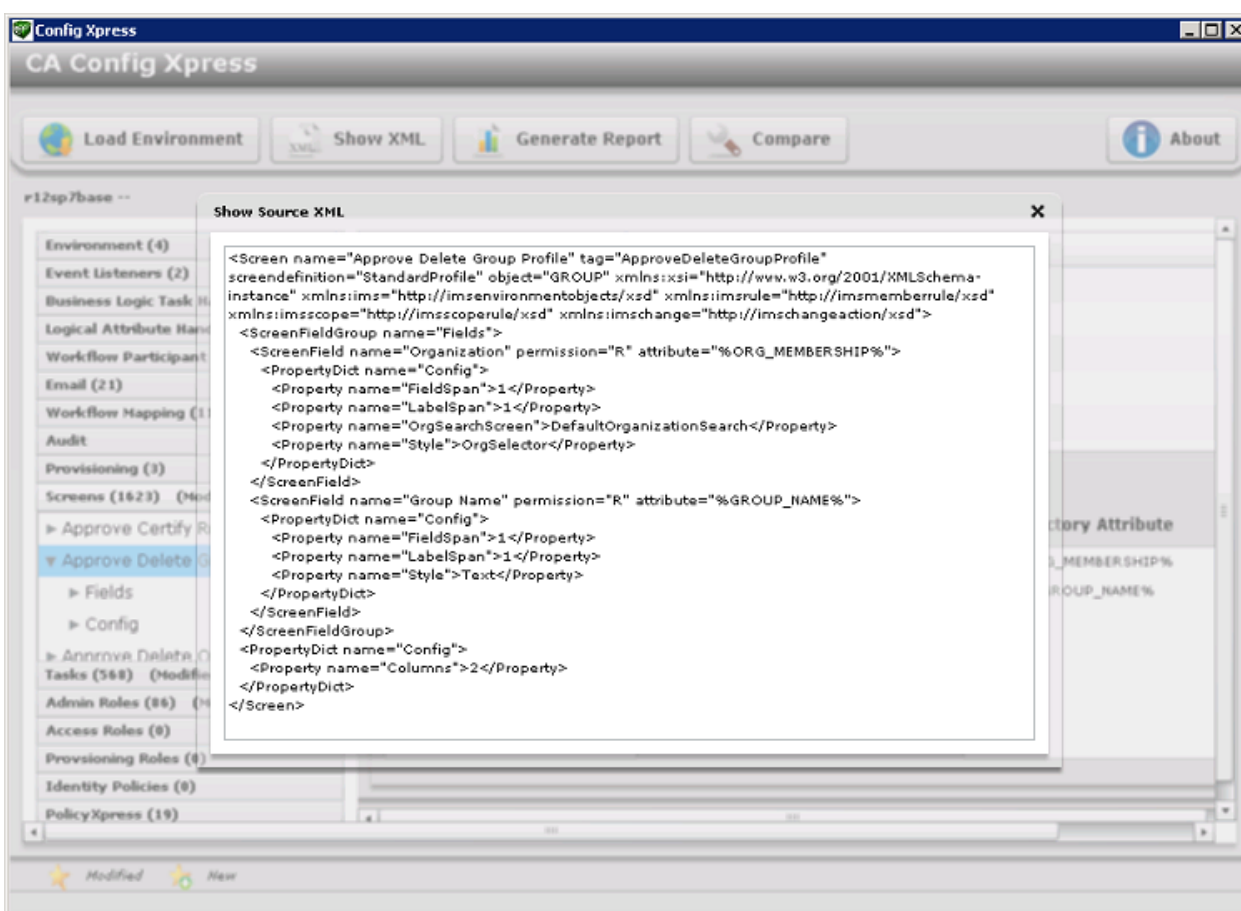 Config Xpress
CA Config Xpress
Load Environment
XML
Show XML
Generate Report
Compare
About
r12sp7base --
Show Source XML
Environment (4)
Event Listeners (2)
Business Logic Task
Logical Attribute
Workflow Participant
Email (21)
Workflow Mapping
Audit
Provisioning (3)
Screens (1623)
Approve Certify
Approve Delete
Fields
Config
Approve Delete
Tasks (568)
Admin Roles (86)
Access Roles (0)
Provsioning Roles (0)
Identity Policies (0)
PolicyXpress (19)
<Screen name="Approve Delete Group Profile" tag="ApproveDeleteGroupProfile"
screendefinition="StandardProfile" object="GROUP" xmlns:xsi="http://www.w3.org/2001/XMLSchema-
instance" xmlns:ims="http://imsenvironmentobjects/xsd" xmlns:imsrule="http://imsmemberrule/xsd"
xmlns:imsscope="http://imsscoperule/xsd" xmlns:imschange="http://imschangeaction/xsd">
<ScreenFieldGroup name="Fields">
<ScreenField name="Organization" permission="R" attribute="%ORG_MEMBERSHIP%">
<PropertyDict name="Config">
<Property name="FieldSpan">1</Property>
<Property name="LabelSpan">1</Property>
<Property name="OrgSearchScreen">DefaultOrganizationSearch</Property>
<Property name="Style">OrgSelector</Property>
</PropertyDict>
</ScreenField>
<ScreenField name="Group Name" permission="R" attribute="%GROUP_NAME%">
<PropertyDict name="Config">
<Property name="FieldSpan">1</Property>
<Property name="LabelSpan">1</Property>
<Property name="Style">Text</Property>
</PropertyDict>
</ScreenField>
</ScreenFieldGroup>
<PropertyDict name="Config">
<Property name="Columns">2</Property>
</PropertyDict>
</Screen>
Attribute
_MEMBERSHIP%
OUP_NAME%
Modified
New